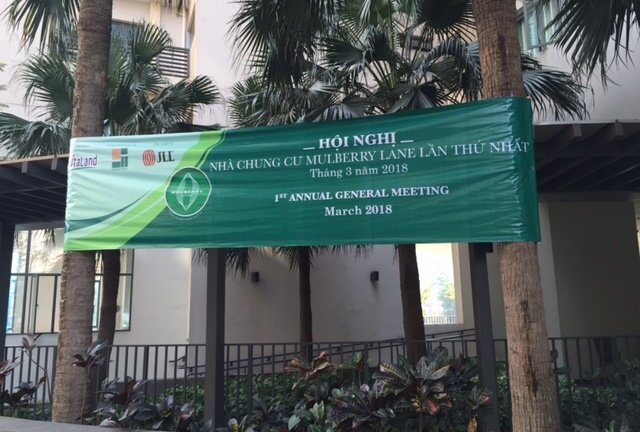 JLL
— HỘI NGHỊ —
NHÀ CHUNG CƯ MULBERRY LANE LẦN THỨ NHẤT
Tháng 3 năm 2018
MULBERRY
1ST ANNUAL GENERAL MEETING
March 2018